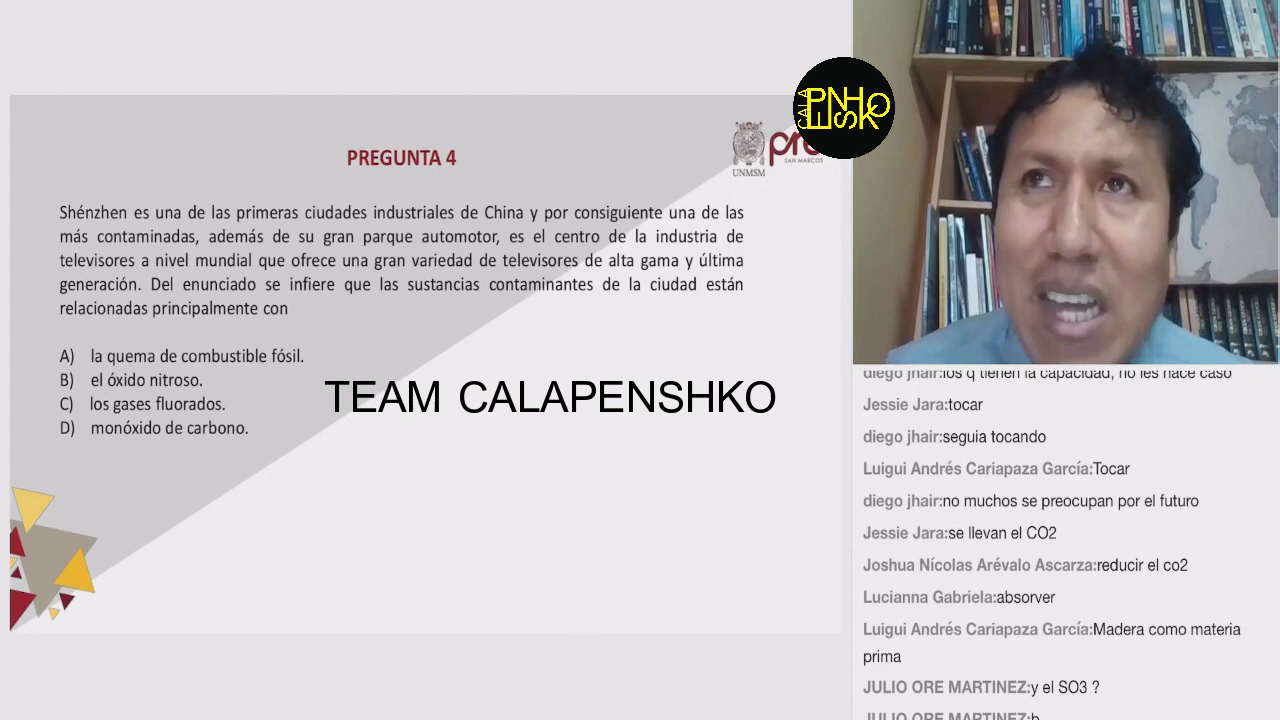 CALA
PENHO
ESK
PREGUNTA 4
pre
SAN MARCOS
UNMSM
Shénzhen es una de las primeras ciudades industriales de China y por consiguiente una de las
más contaminadas, además de su gran parque automotor, es el centro de la industria de
televisores a nivel mundial que ofrece una gran variedad de televisores de alta gama y última
generación. Del enunciado se infiere que las sustancias contaminantes de la ciudad están
relacionadas principalmente con
A) la quema de combustible fósil.
B) el óxido nitroso.
C) los gases fluorados.
D) monóxido de carbono.
TEAM CALAPENSHKO
diego jhair:los q tienen la capacidad, no les hace caso
Jessie Jara:tocar
diego jhair:seguia tocando
Luigui Andrés Cariapaza García:Tocar
diego jhair:no muchos se preocupan por el futuro
Jessie Jara:se llevan el CO2
Joshua Nícolas Arévalo Ascarza:reducir el co2
Lucianna Gabriela:absorver
Luigui Andrés Cariapaza García:Madera como materia
prima
JULIO ORE MARTINEZ:y el SO3 ?
JULIO ORE MARTINEZ:b